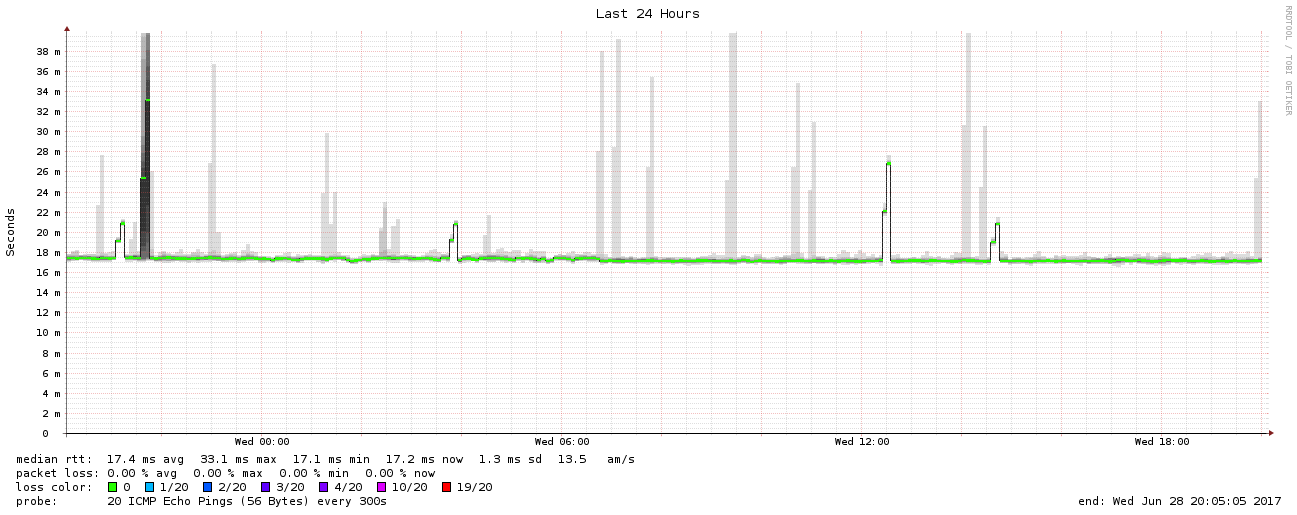 Last 24 Hours
RRDTOOL / TOBI OETIKER
Seconds
38 m
36 m
34 m
32 m
30 m
28 m
26 m
24 m
22 m
20 m
18 m
16 m
14 m
12 m
10 m
8 m
6 m
4 m
2 m
0
Wed 00:00 Wed 06:00 Wed 12:00 Wed 18:00
median rtt: 17.4 ms avg 33.1 ms max 17.1 ms min 17.2 ms now 1.3 ms sd 13.5 am/s
packet loss: 0.00 % avg 0.00 % max 0.00 % min 0.00 % now
loss color: 0 1/20 2/20 3/20 4/20 10/20 19/20
probe: 20 ICMP Echo Pings (56 Bytes) every 300s end: Wed Jun 28 20:05:05 2017